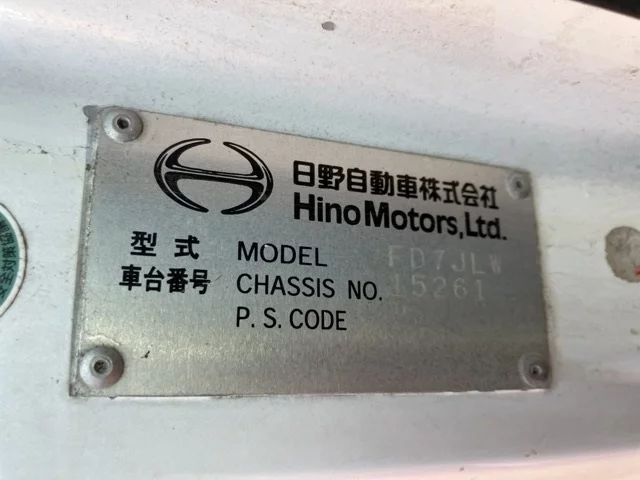 日野自動車株式会社
Hino Motors, Ltd.
型式 MODEL FD7JLW
車台番号 CHASSIS NO. 15261
P. S. CODE